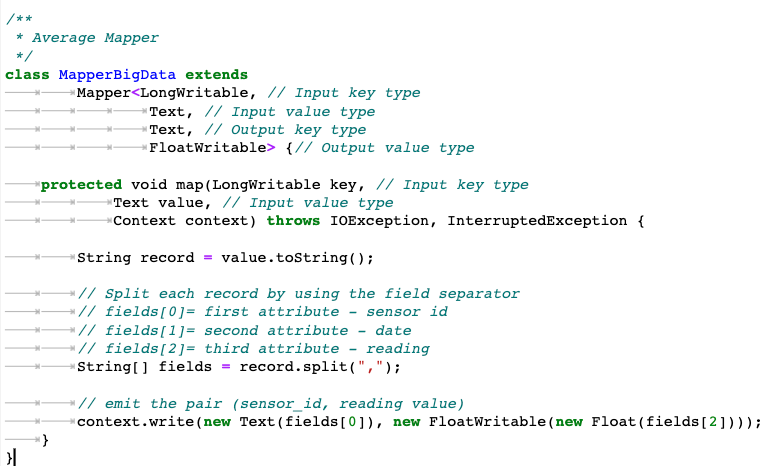 /**
 * Average Mapper
 */
class MapperBigData extends
		Mapper<LongWritable, // Input key type
				Text, // Input value type
				Text, // Output key type
				FloatWritable> {// Output value type

	protected void map(LongWritable key, // Input key type
			Text value, // Input value type
			Context context) throws IOException, InterruptedException {

		String record = value.toString();

		// Split each record by using the field separator
		// fields[0]= first attribute - sensor id
		// fields[1]= second attribute - date
		// fields[2]= third attribute - reading
		String[] fields = record.split(",");

		// emit the pair (sensor_id, reading value)
		context.write(new Text(fields[0]), new FloatWritable(new Float(fields[2])));
	}
}